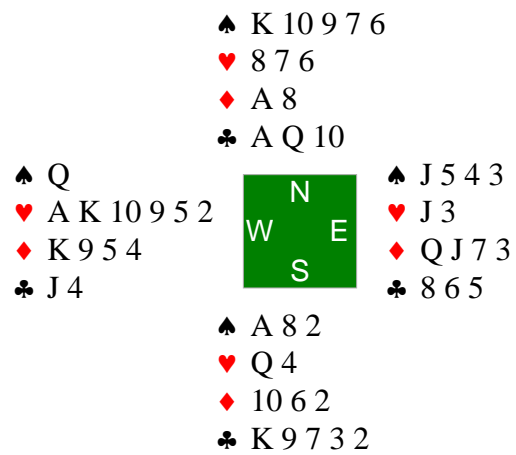 ♠ K 10 9 7 6
♥ 8 7 6
♦ A 8
♣ A Q 10
♠ Q
♥ A K 10 9 5 2
♦ K 9 5 4
♣ J 4
N
W E
S
♠ J 5 4 3
♥ J 3
♦ Q J 7 3
♣ 8 6 5
♠ A 8 2
♥ Q 4
♦ 10 6 2
♣ K 9 7 3 2